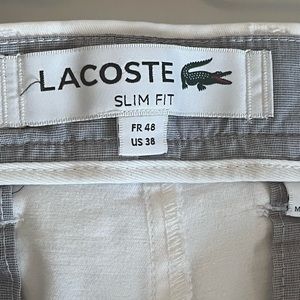 LACOSTE
SLIM FIT
FR 48
US 38
M